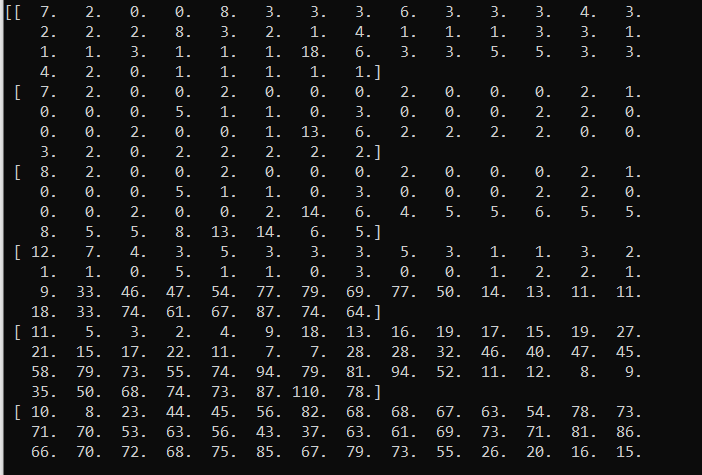 [[  7.   2.   0.   0.   8.   3.   3.   3.   6.   3.   3.   3.   4.   3.
    2.   2.   2.   8.   3.   2.   1.   4.   1.   1.   1.   3.   3.   1.
    1.   1.   3.   1.   1.   1.  18.   6.   3.   3.   5.   5.   3.   3.
    4.   2.   0.   1.   1.   1.   1.   1.]
 [  7.   2.   0.   0.   2.   0.   0.   0.   2.   0.   0.   0.   2.   1.
    0.   0.   0.   5.   1.   1.   0.   3.   0.   0.   0.   2.   2.   0.
    0.   0.   2.   0.   0.   1.  13.   6.   2.   2.   2.   2.   0.   0.
    3.   2.   0.   2.   2.   2.   2.   2.]
 [  8.   2.   0.   0.   2.   0.   0.   0.   2.   0.   0.   0.   2.   1.
    0.   0.   0.   5.   1.   1.   0.   3.   0.   0.   0.   2.   2.   0.
    0.   0.   2.   0.   0.   2.  14.   6.   4.   5.   5.   6.   5.   5.
    8.   5.   5.   8.  13.  14.   6.   5.]
 [ 12.   7.   4.   3.   5.   3.   3.   3.   5.   3.   1.   1.   3.   2.
    1.   1.   0.   5.   1.   1.   0.   3.   0.   0.   1.   2.   2.   1.
    9.  33.  46.  47.  54.  77.  79.  69.  77.  50.  14.  13.  11.  11.
   18.  33.  74.  61.  67.  87.  74.  64.]
 [ 11.   5.   3.   2.   4.   9.  18.  13.  16.  19.  17.  15.  19.  27.
   21.  15.  17.  22.  11.   7.   7.  28.  28.  32.  46.  40.  47.  45.
   58.  79.  73.  55.  74.  94.  79.  81.  94.  52.  11.  12.   8.   9.
   35.  50.  68.  74.  73.  87. 110.  78.]
 [ 10.   8.  23.  44.  45.  56.  82.  68.  68.  67.  63.  54.  78.  73.
   71.  70.  53.  63.  56.  43.  37.  63.  61.  69.  73.  71.  81.  86.
   66.  70.  72.  68.  75.  85.  67.  79.  73.  55.  26.  20.  16.  15.